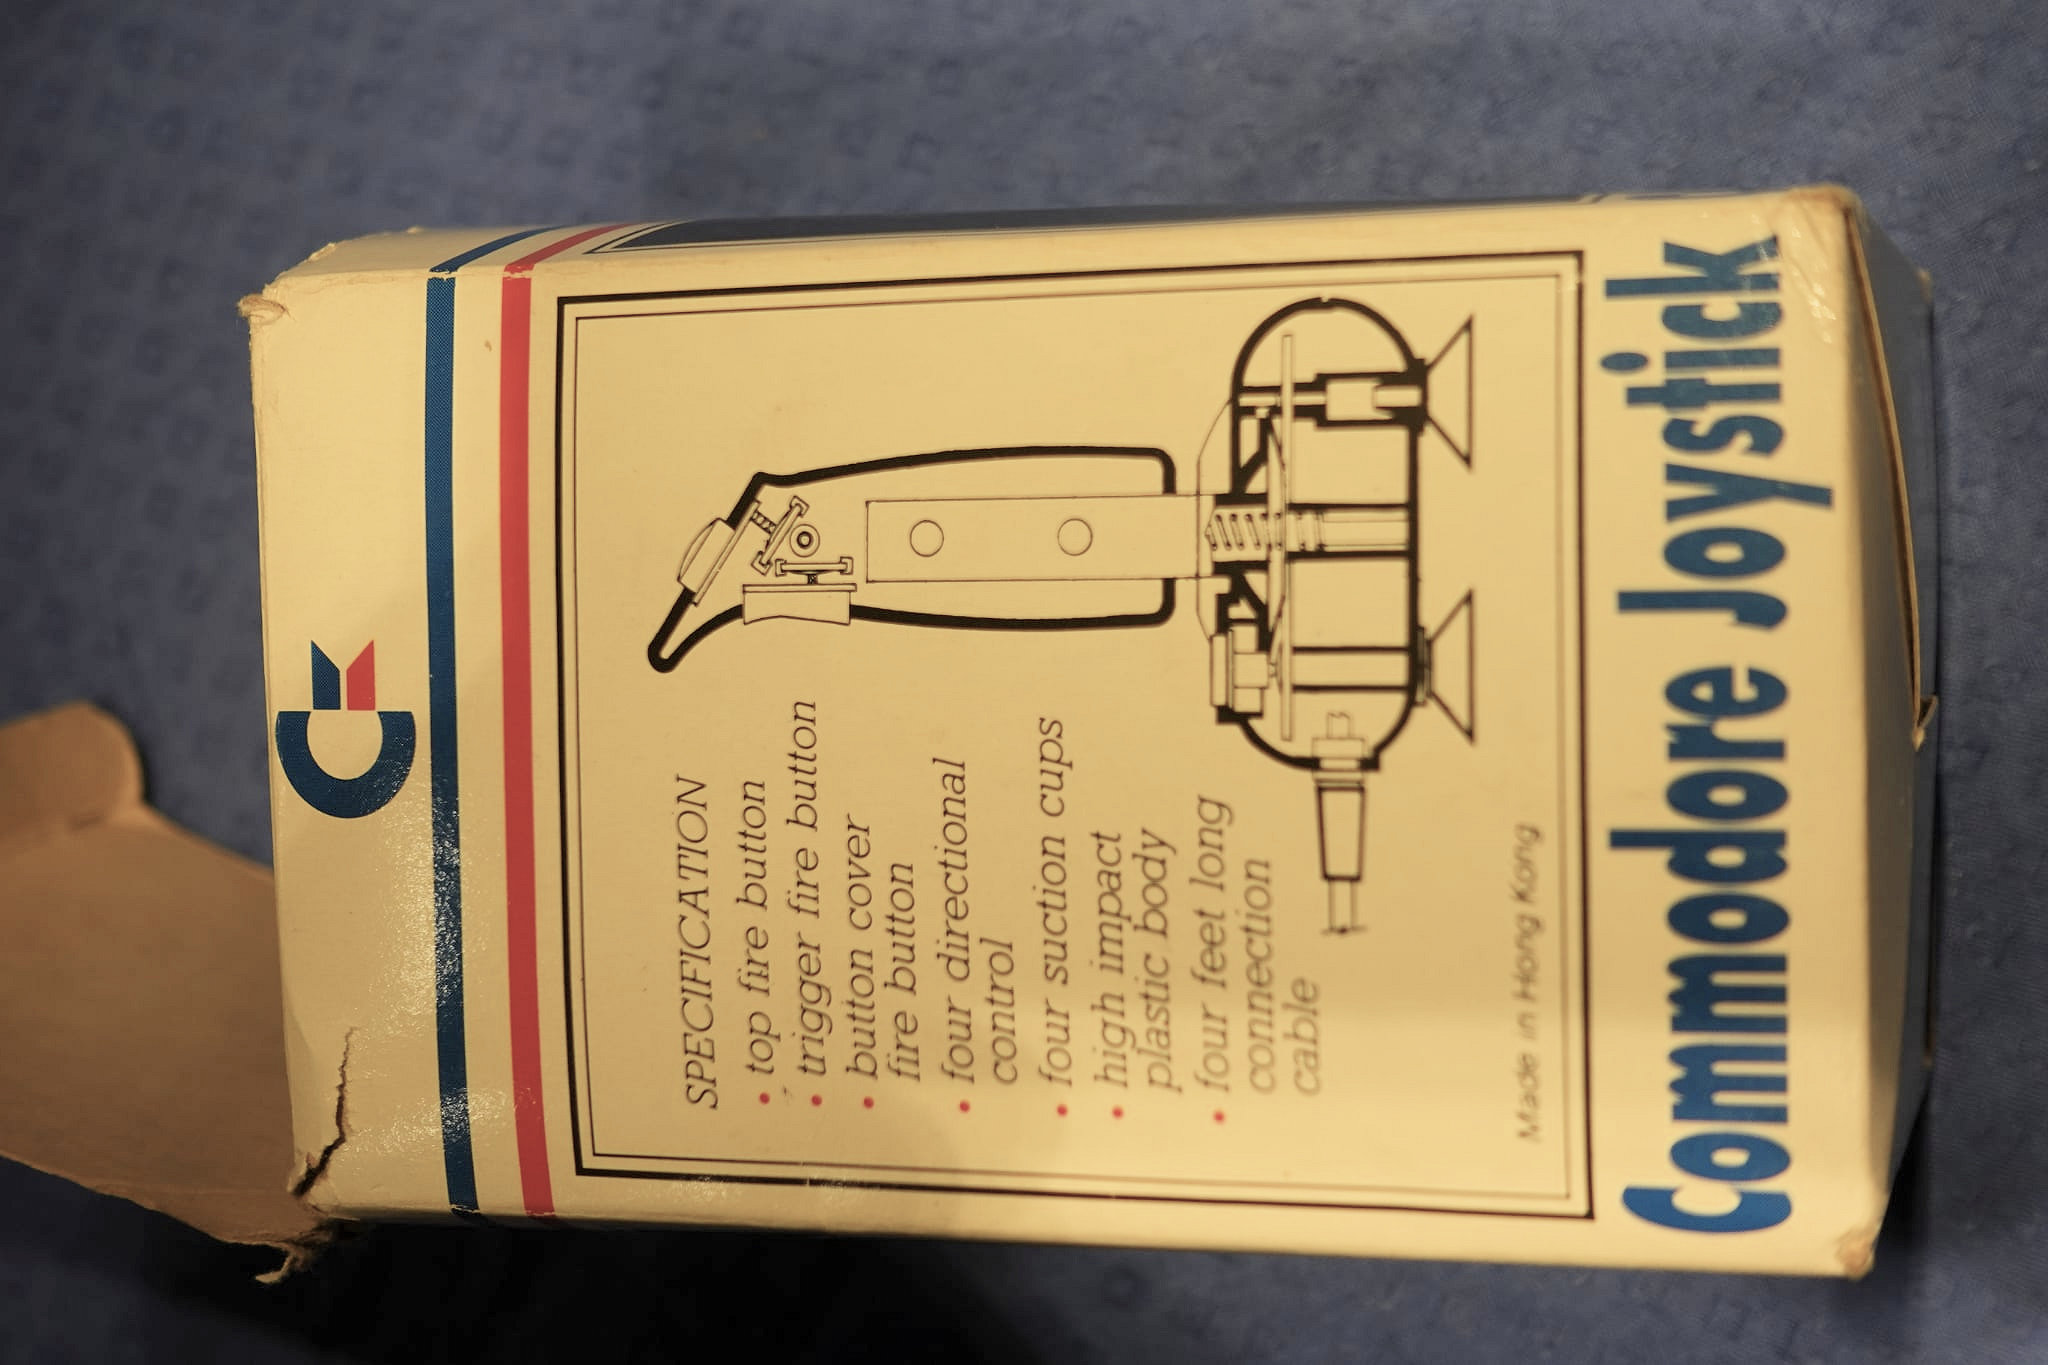 SPECIFICATION
• top fire button
• trigger fire button
• button cover
fire button
• four directional
control
• four suction cups
• high impact
plastic body
• four feet long
connection
cable
Made in Hong Kong
Commodore Joystick